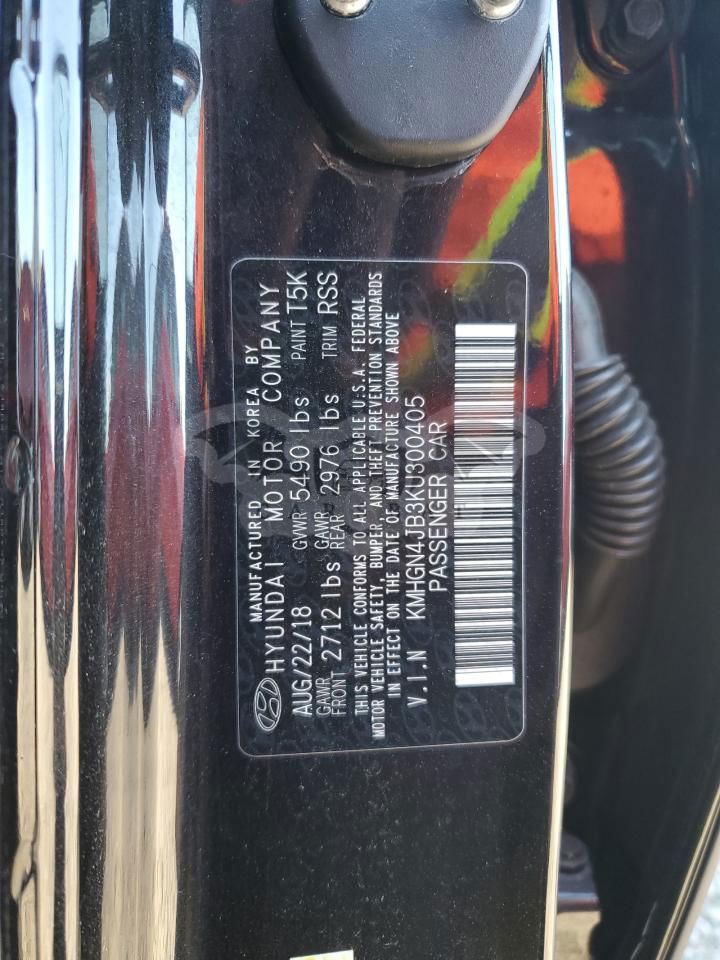 MANUFACTURED IN KOREA BY
HYUNDAI MOTOR COMPANY
AUG/22/18 GVWR 5490 lbs PAINT T5K
GAWR FRONT 2712 lbs GAWR REAR 2976 lbs TRIM RSS
THIS VEHICLE CONFORMS TO ALL APPLICABLE U.S.A. FEDERAL
MOTOR VEHICLE SAFETY, BUMPER, AND THEFT PREVENTION STANDARDS
IN EFFECT ON THE DATE OF MANUFACTURE SHOWN ABOVE
V.I.N KMHGN4JB3KU300405
PASSENGER CAR